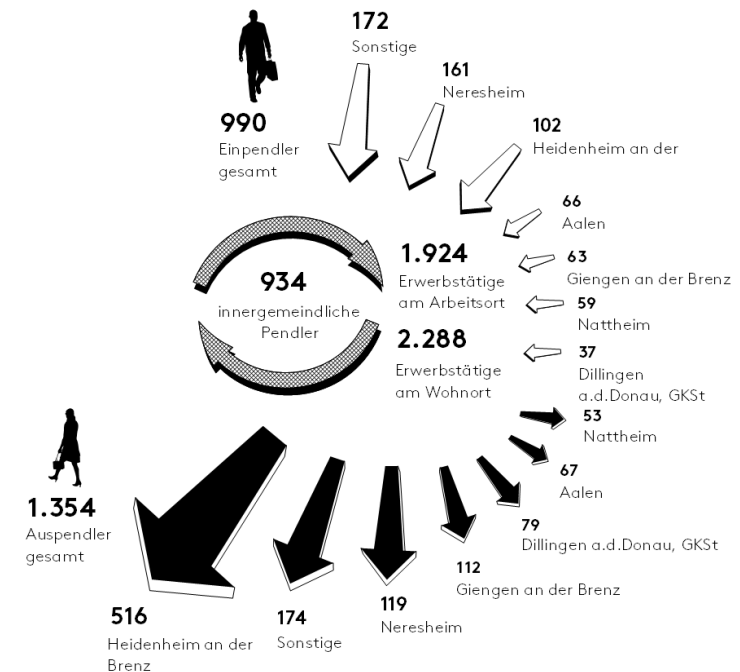 172
Sonstige
161
Neresheim
990
Einpendler
gesamt
102
Heidenheim an der
66
Aalen
63
Giengen an der Brenz
59
Nattheim
37
Dillingen
a.d.Donau, GKSt
1.924
Erwerbstätige
am Arbeitsort
934
innergemeindliche
Pendler
2.288
Erwerbstätige
am Wohnort
53
Nattheim
67
Aalen
79
Dillingen a.d.Donau, GKSt
112
Giengen an der Brenz
119
Neresheim
174
Sonstige
516
Heidenheim an der
Brenz
1.354
Auspendler
gesamt